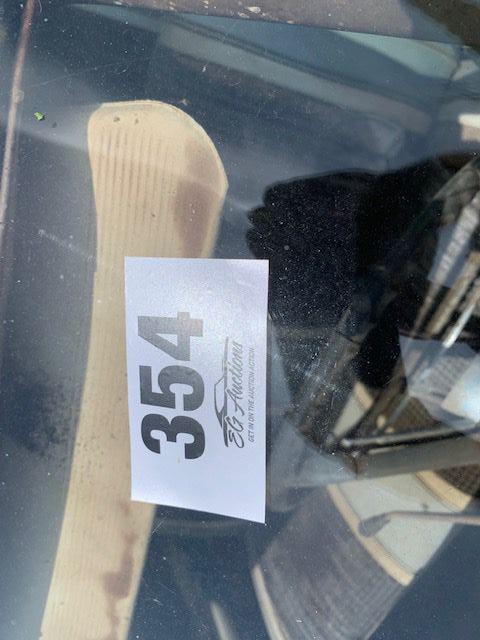 354
EG Auctions
GET IN ON THE AUCTION ACTION